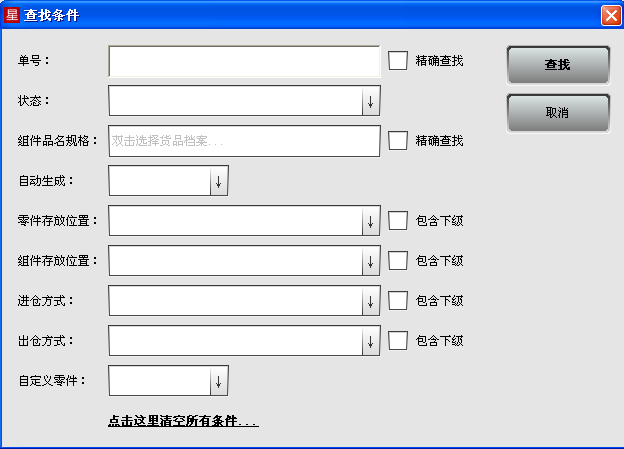 星 查找条件
单号： 精确查找 查找
状态： ↓ 取消
组件品名规格： 双击选择货品档案... 精确查找
自动生成： ↓
零件存放位置： ↓ 包含下级
组件存放位置： ↓ 包含下级
进仓方式： ↓ 包含下级
出仓方式： ↓ 包含下级
自定义零件： ↓
点击这里清空所有条件...